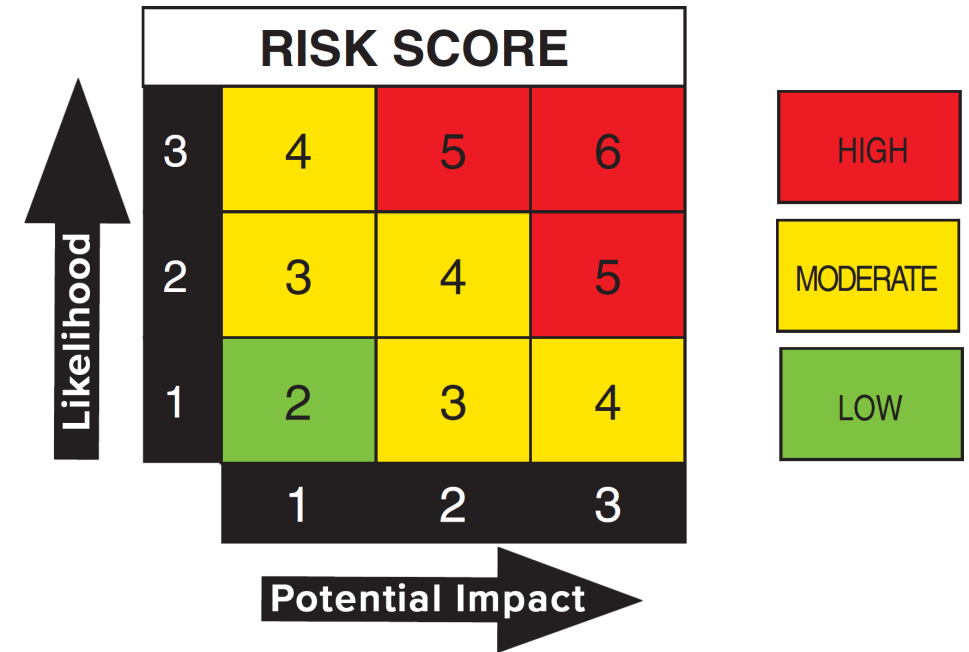 RISK SCORE
3 4 5 6
2 3 4 5
1 2 3 4
1 2 3
Likelihood
Potential Impact
HIGH
MODERATE
LOW